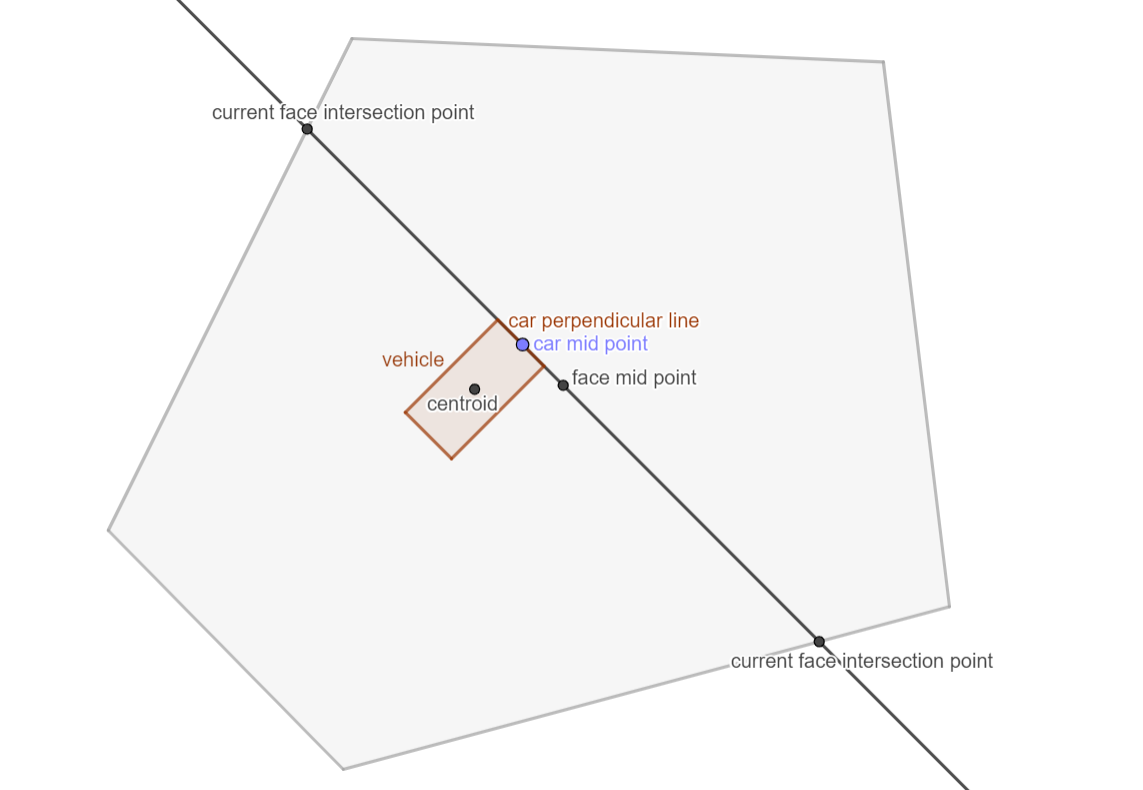 current face intersection point
car perpendicular line
car mid point
vehicle
face mid point
centroid
current face intersection point